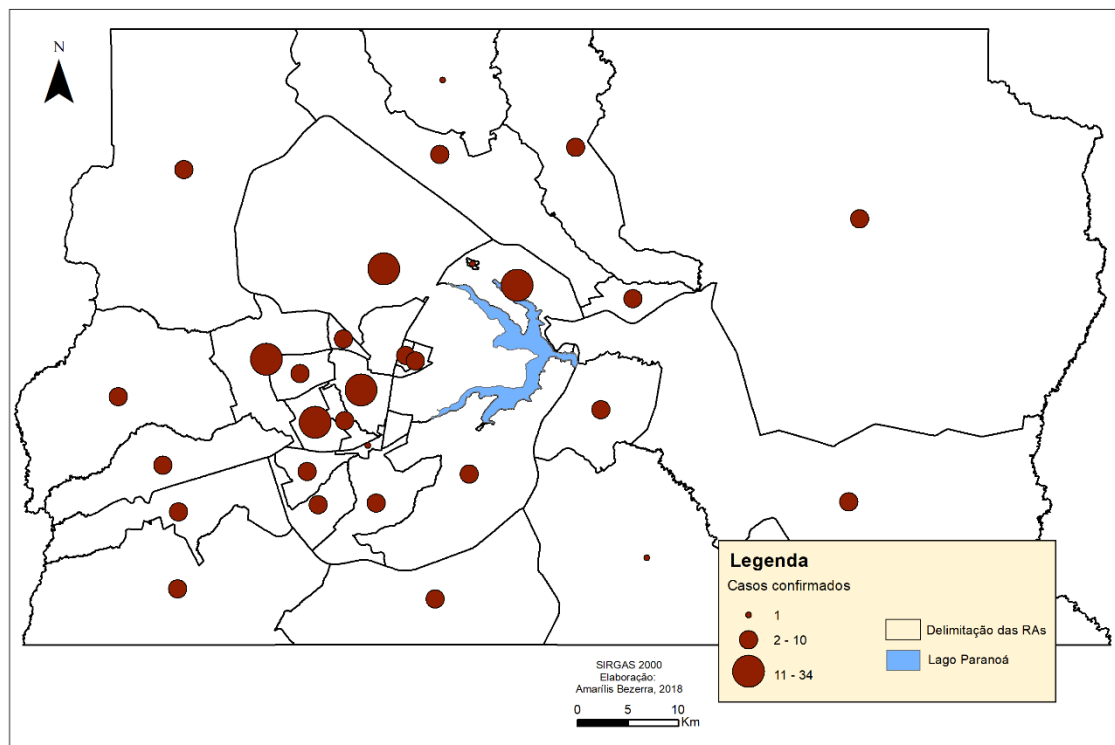 N
Legenda
Casos confirmados
1
2 - 10
11 - 34
Delimitação das RAs
Lago Paranoá
SIRGAS 2000
Elaboração:
Amarílis Bezerra, 2018
0 5 10
Km